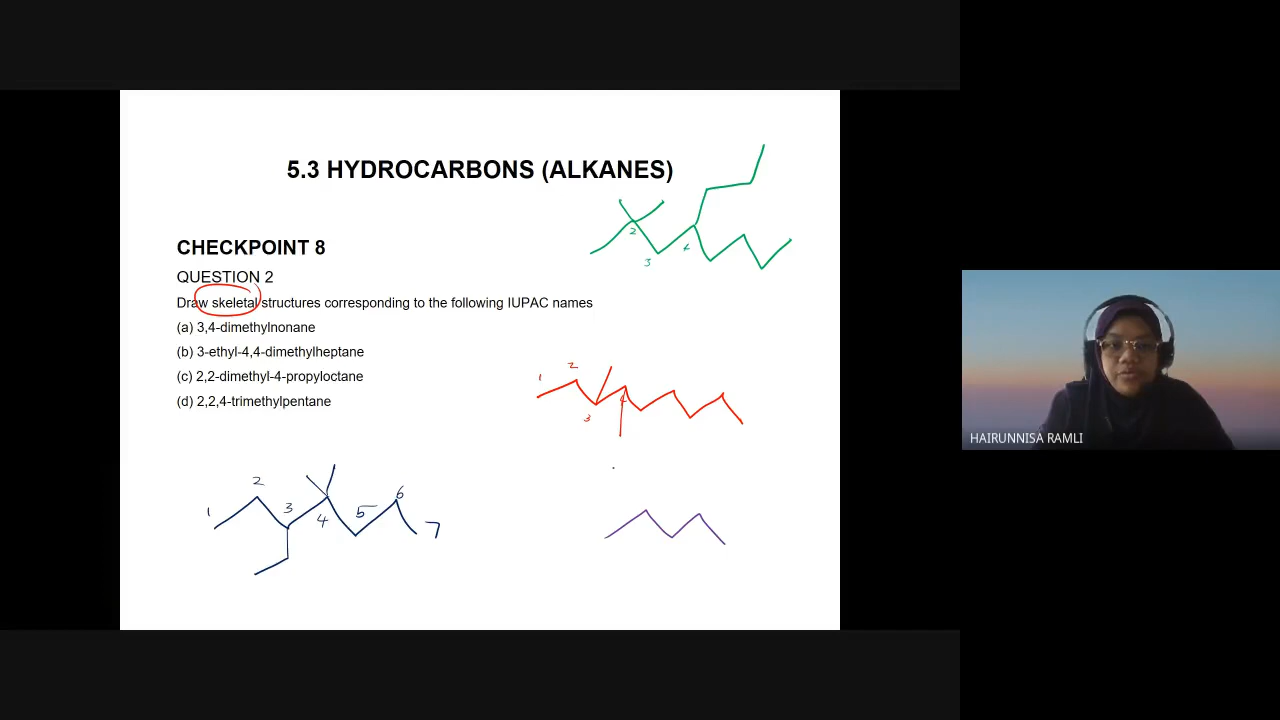 5.3 HYDROCARBONS (ALKANES)
CHECKPOINT 8
QUESTION 2
Draw skeletal structures corresponding to the following IUPAC names
(a) 3,4-dimethylnonane
(b) 3-ethyl-4,4-dimethylheptane
(c) 2,2-dimethyl-4-propyloctane
(d) 2,2,4-trimethylpentane
2
3
4
1
2
3
4
1
2
3
4
5
6
7
HAIRUNNISA RAMLI